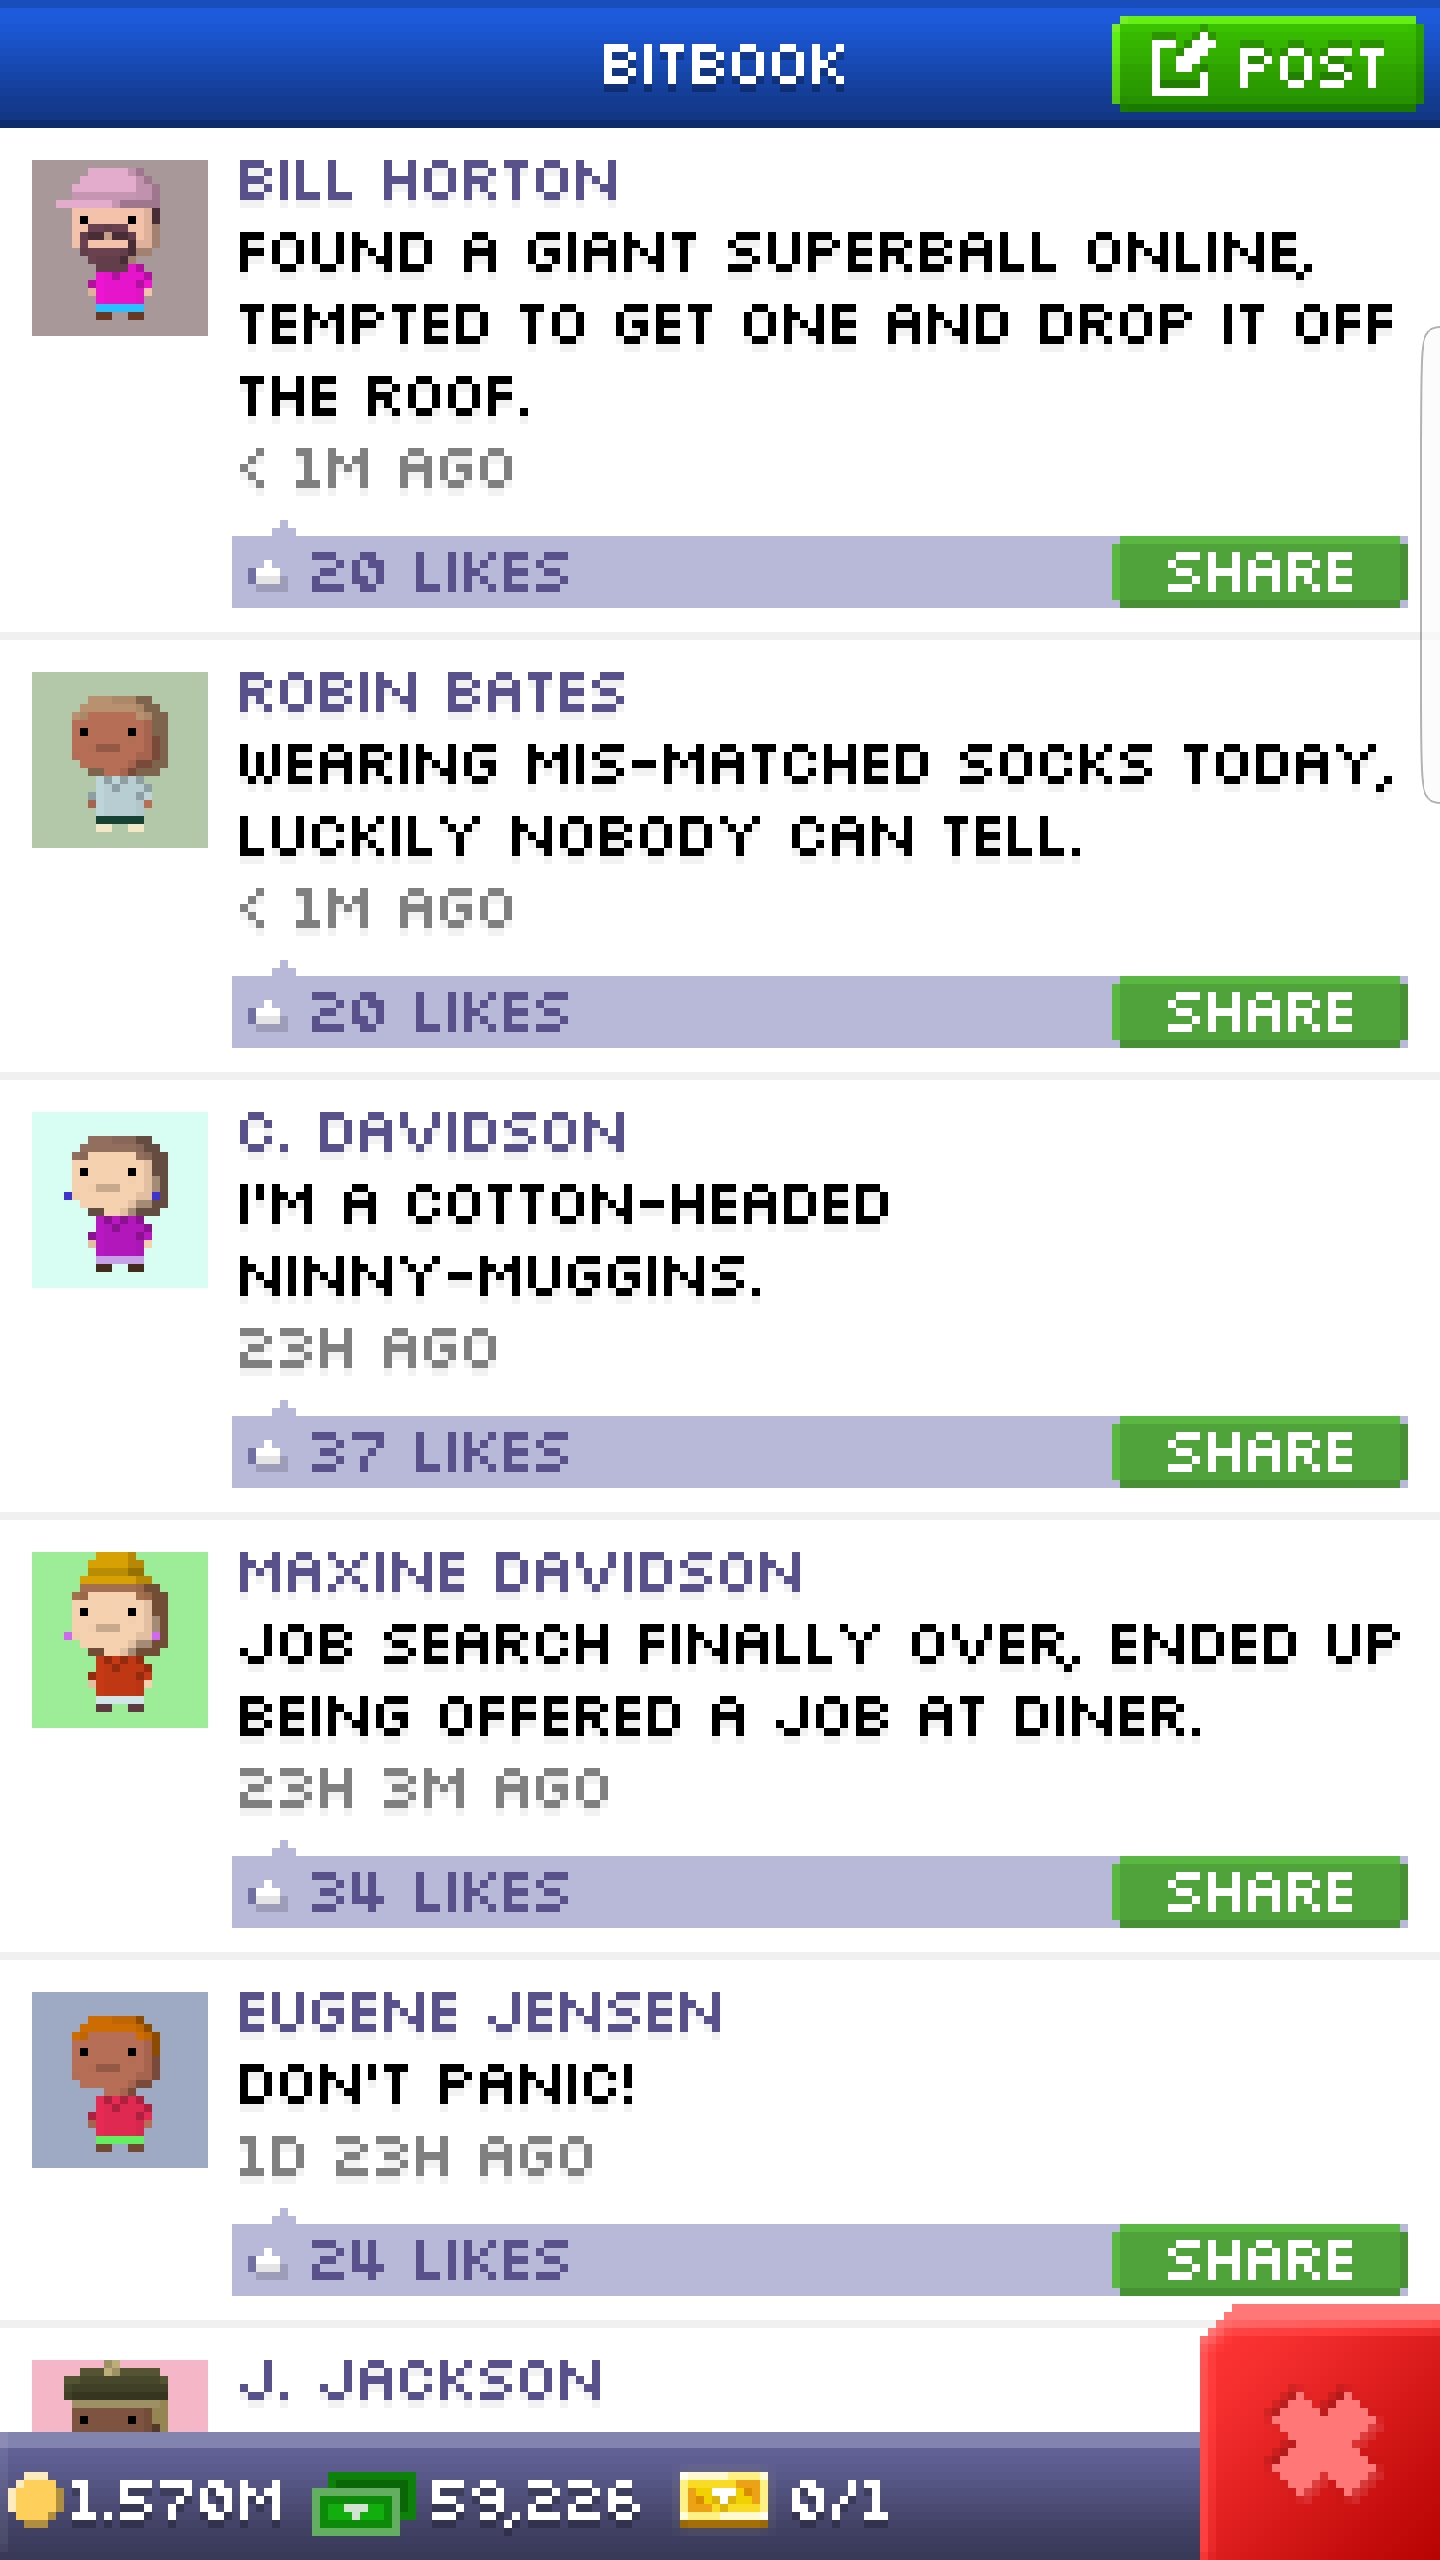 BITBOOK
POST
BILL HORTON
FOUND A GIANT SUPERBALL ONLINE,
TEMPTED TO GET ONE AND DROP IT OFF
THE ROOF.
< 1M AGO
20 LIKES
SHARE
ROBIN BATES
WEARING MIS-MATCHED SOCKS TODAY,
LUCKILY NOBODY CAN TELL.
< 1M AGO
20 LIKES
SHARE
C. DAVIDSON
I'M A COTTON-HEADED
NINNY-MUGGINS.
23H AGO
37 LIKES
SHARE
MAXINE DAVIDSON
JOB SEARCH FINALLY OVER, ENDED UP
BEING OFFERED A JOB AT DINER.
23H 3M AGO
34 LIKES
SHARE
EUGENE JENSEN
DON'T PANIC!
1D 23H AGO
24 LIKES
SHARE
J. JACKSON
1.570M 59,226 0/1